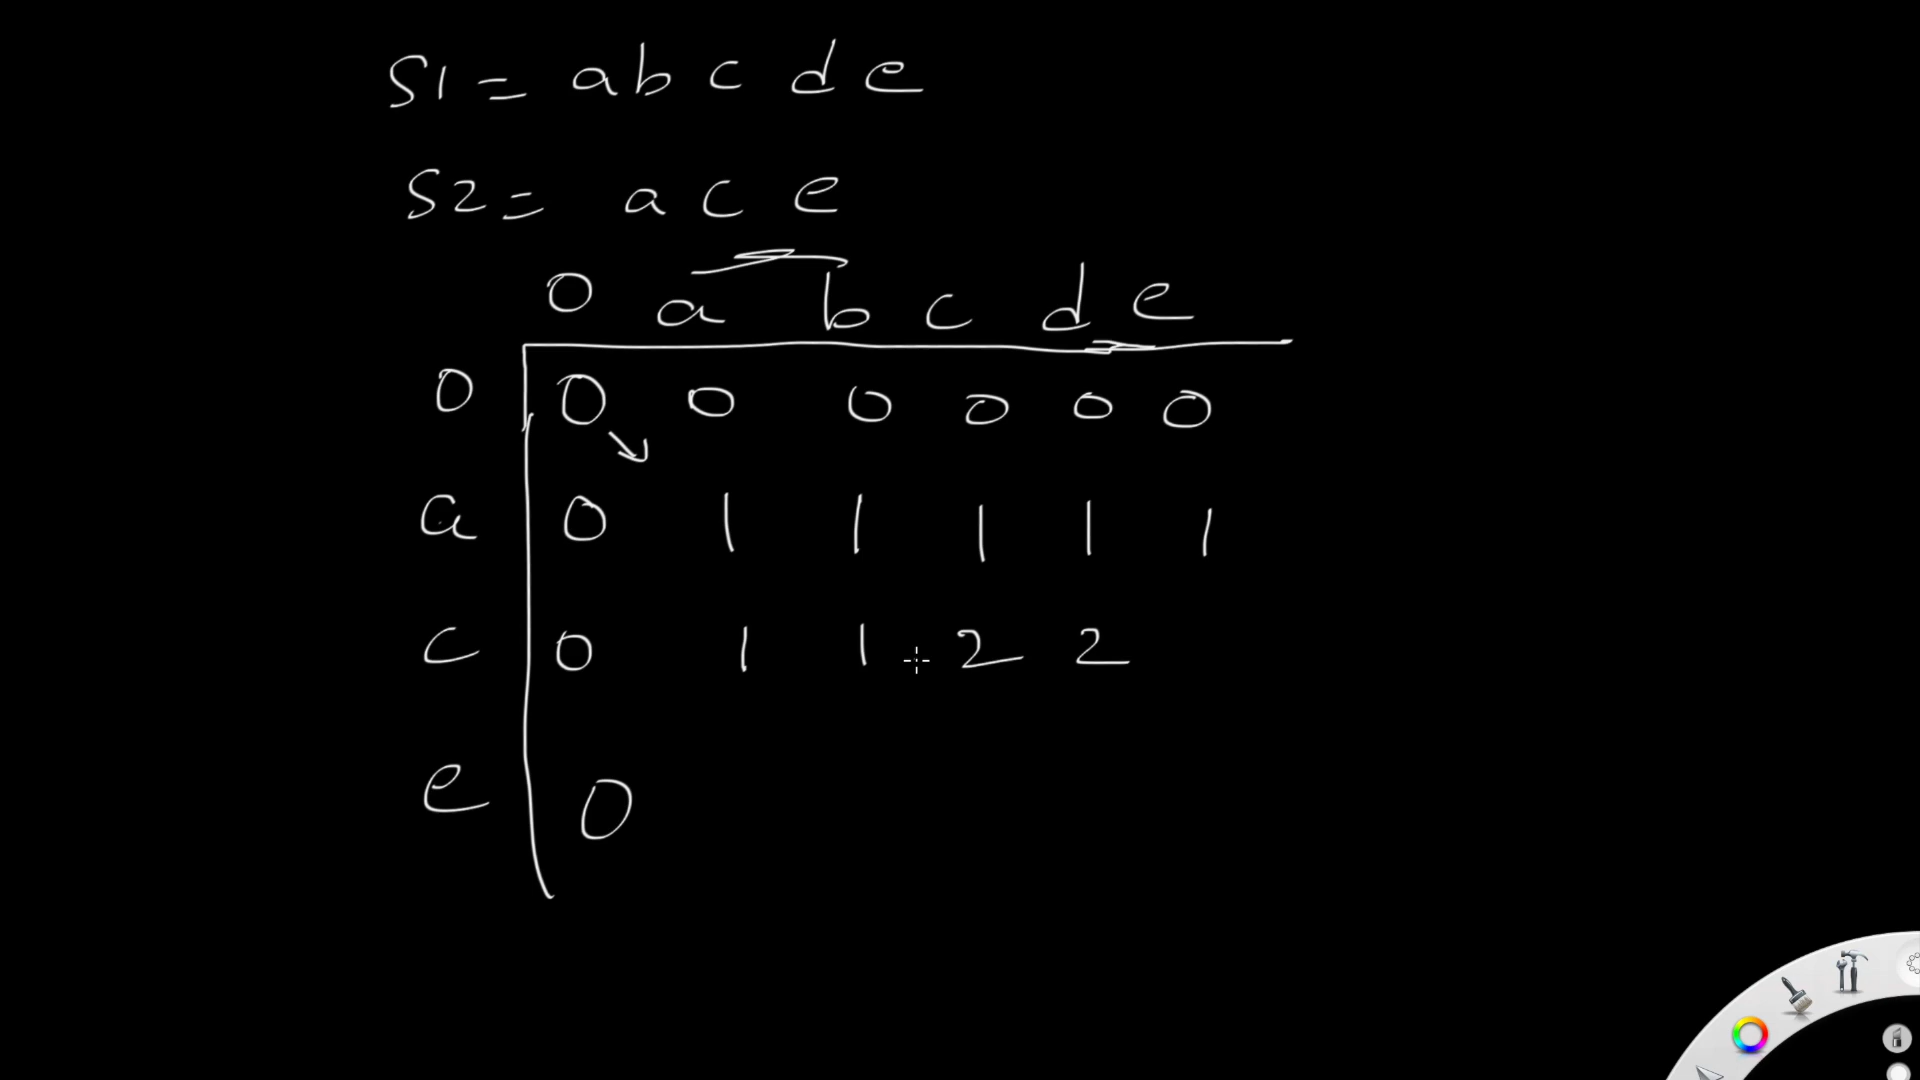 S1 = a b c d e
S2 = a c e
0 a b c d e
0 0 0 0 0 0 0
a 0 1 1 1 1 1
c 0 1 1 2 2
e 0